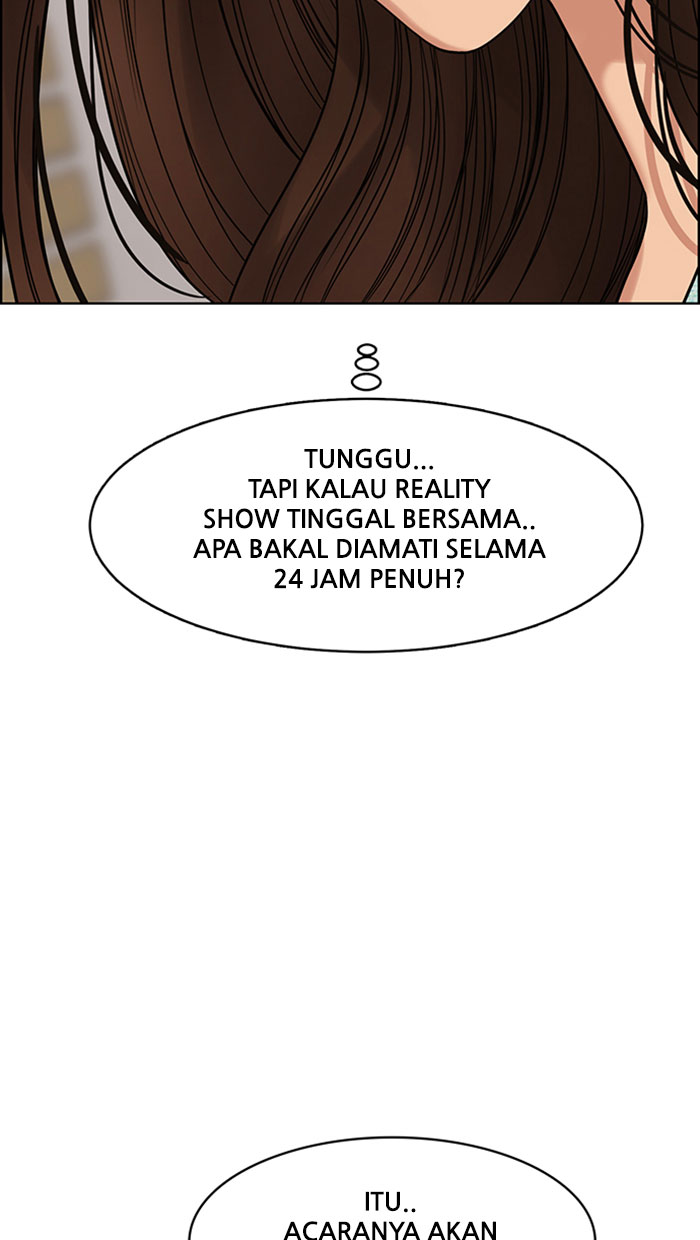 TUNGGU...
TAPI KALAU REALITY
SHOW TINGGAL BERSAMA..
APA BAKAL DIAMATI SELAMA
24 JAM PENUH?
ITU..
ACARANYA AKAN